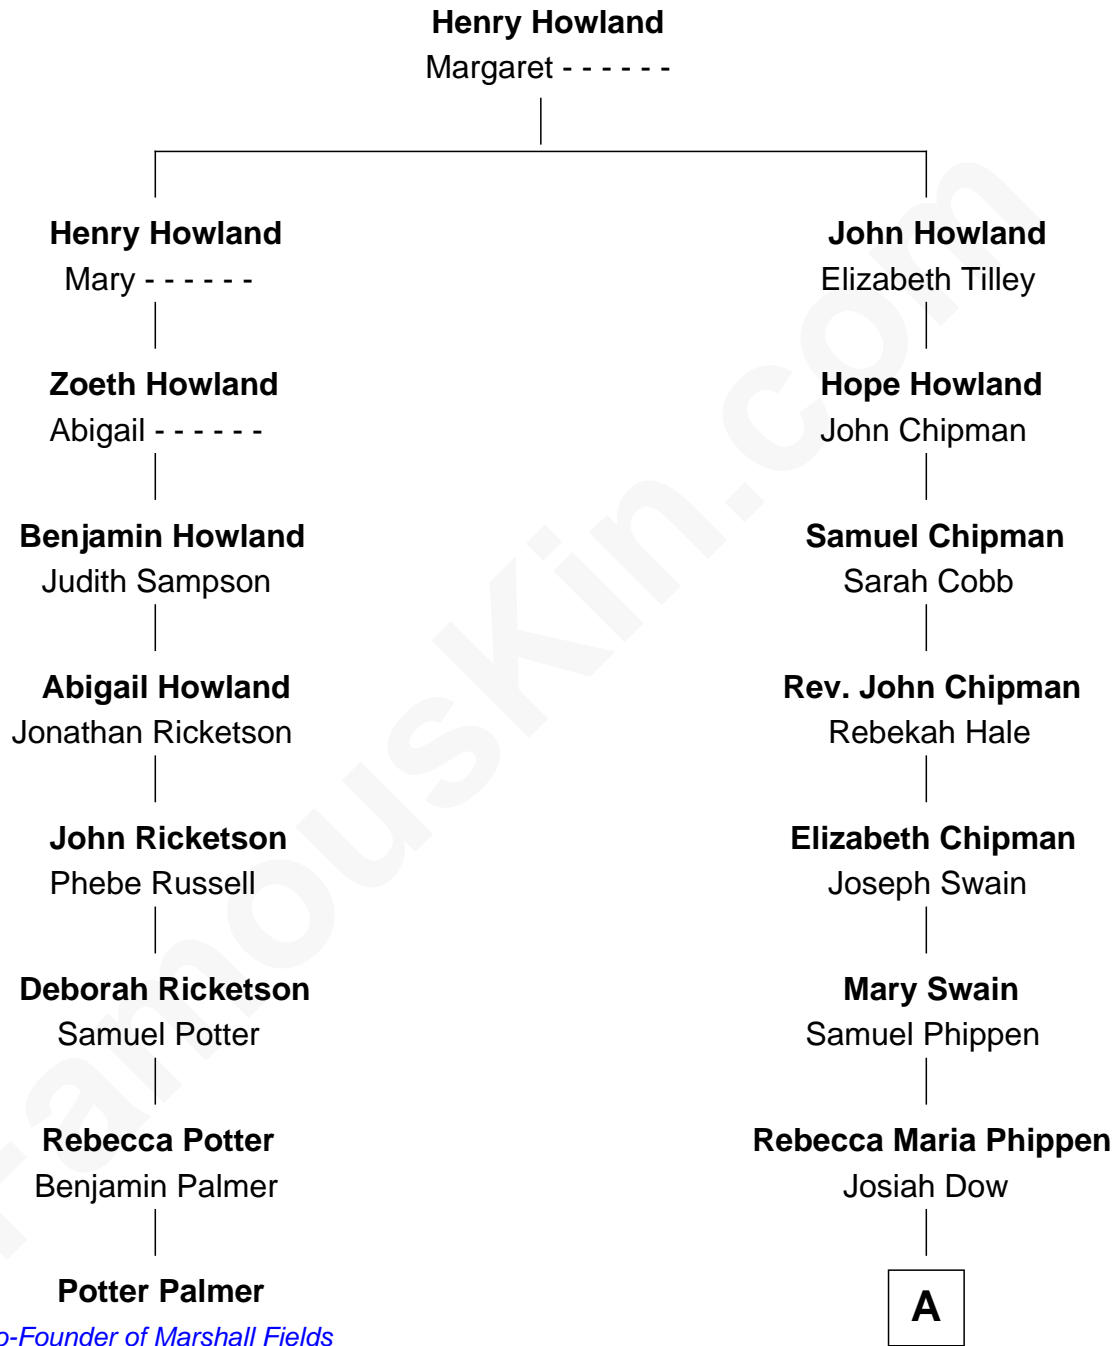 Henry Howland
Margaret - - - - - -
Henry Howland
Mary - - - - - -
John Howland
Elizabeth Tilley
Zoeth Howland
Abigail - - - - - -
Hope Howland
John Chipman
Benjamin Howland
Judith Sampson
Samuel Chipman
Sarah Cobb
Abigail Howland
Jonathan Ricketson
Rev. John Chipman
Rebekah Hale
John Ricketson
Phebe Russell
Elizabeth Chipman
Joseph Swain
Deborah Ricketson
Samuel Potter
Mary Swain
Samuel Phippen
Rebecca Potter
Benjamin Palmer
Rebecca Maria Phippen
Josiah Dow
Potter Palmer
o-Founder of Marshall Fields
A
FamousKin.com